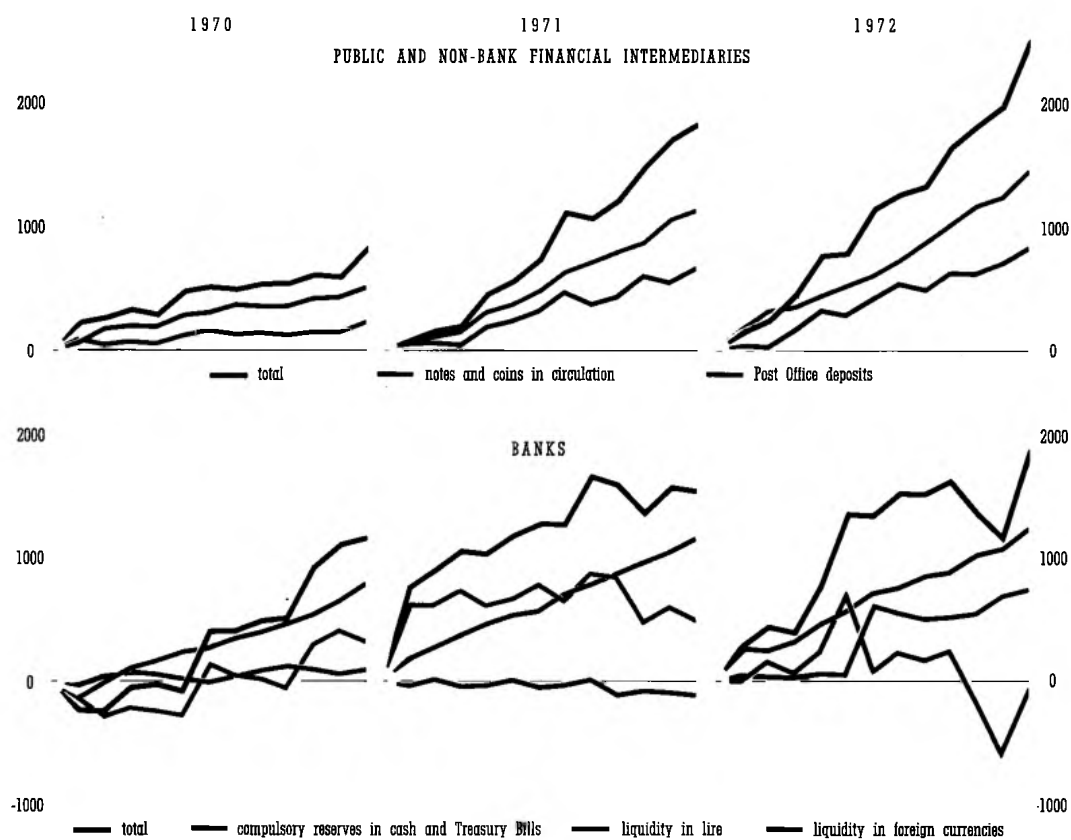 1970 1971 1972
PUBLIC AND NON-BANK FINANCIAL INTERMEDIARIES
2000 2000
1000 1000
0 0
total notes and coins in circulation Post Office deposits
2000 2000
BANKS
1000 1000
0 0
-1000 -1000
total compulsory reserves in cash and Treasury Bills liquidity in lire liquidity in foreign currencies